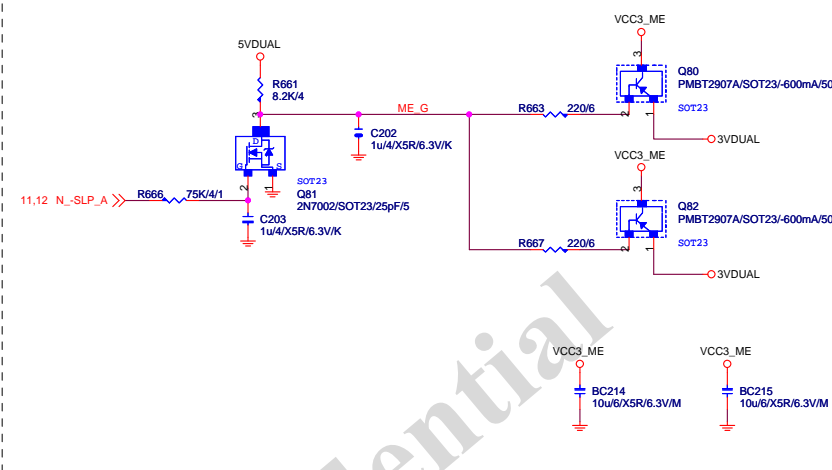 VCC3_ME
5VDUAL
3
Q80
PMBT2907A/SOT23/-600mA/50
R661
8.2K/4
SOT23
3
ME_G
R663
220/6
2
1
C202
1u/4/X5R/6.3V/K
3VDUAL
D
G
S
VCC3_ME
SOT23
Q81
2N7002/SOT23/25pF/5
2
1
3
11,12 N_-SLP_A
R666
75K/4/1
Q82
PMBT2907A/SOT23/-600mA/50
C203
1u/4/X5R/6.3V/K
SOT23
R667
220/6
2
1
3VDUAL
VCC3_ME
VCC3_ME
BC214
10u/6/X5R/6.3V/M
BC215
10u/6/X5R/6.3V/M
dential